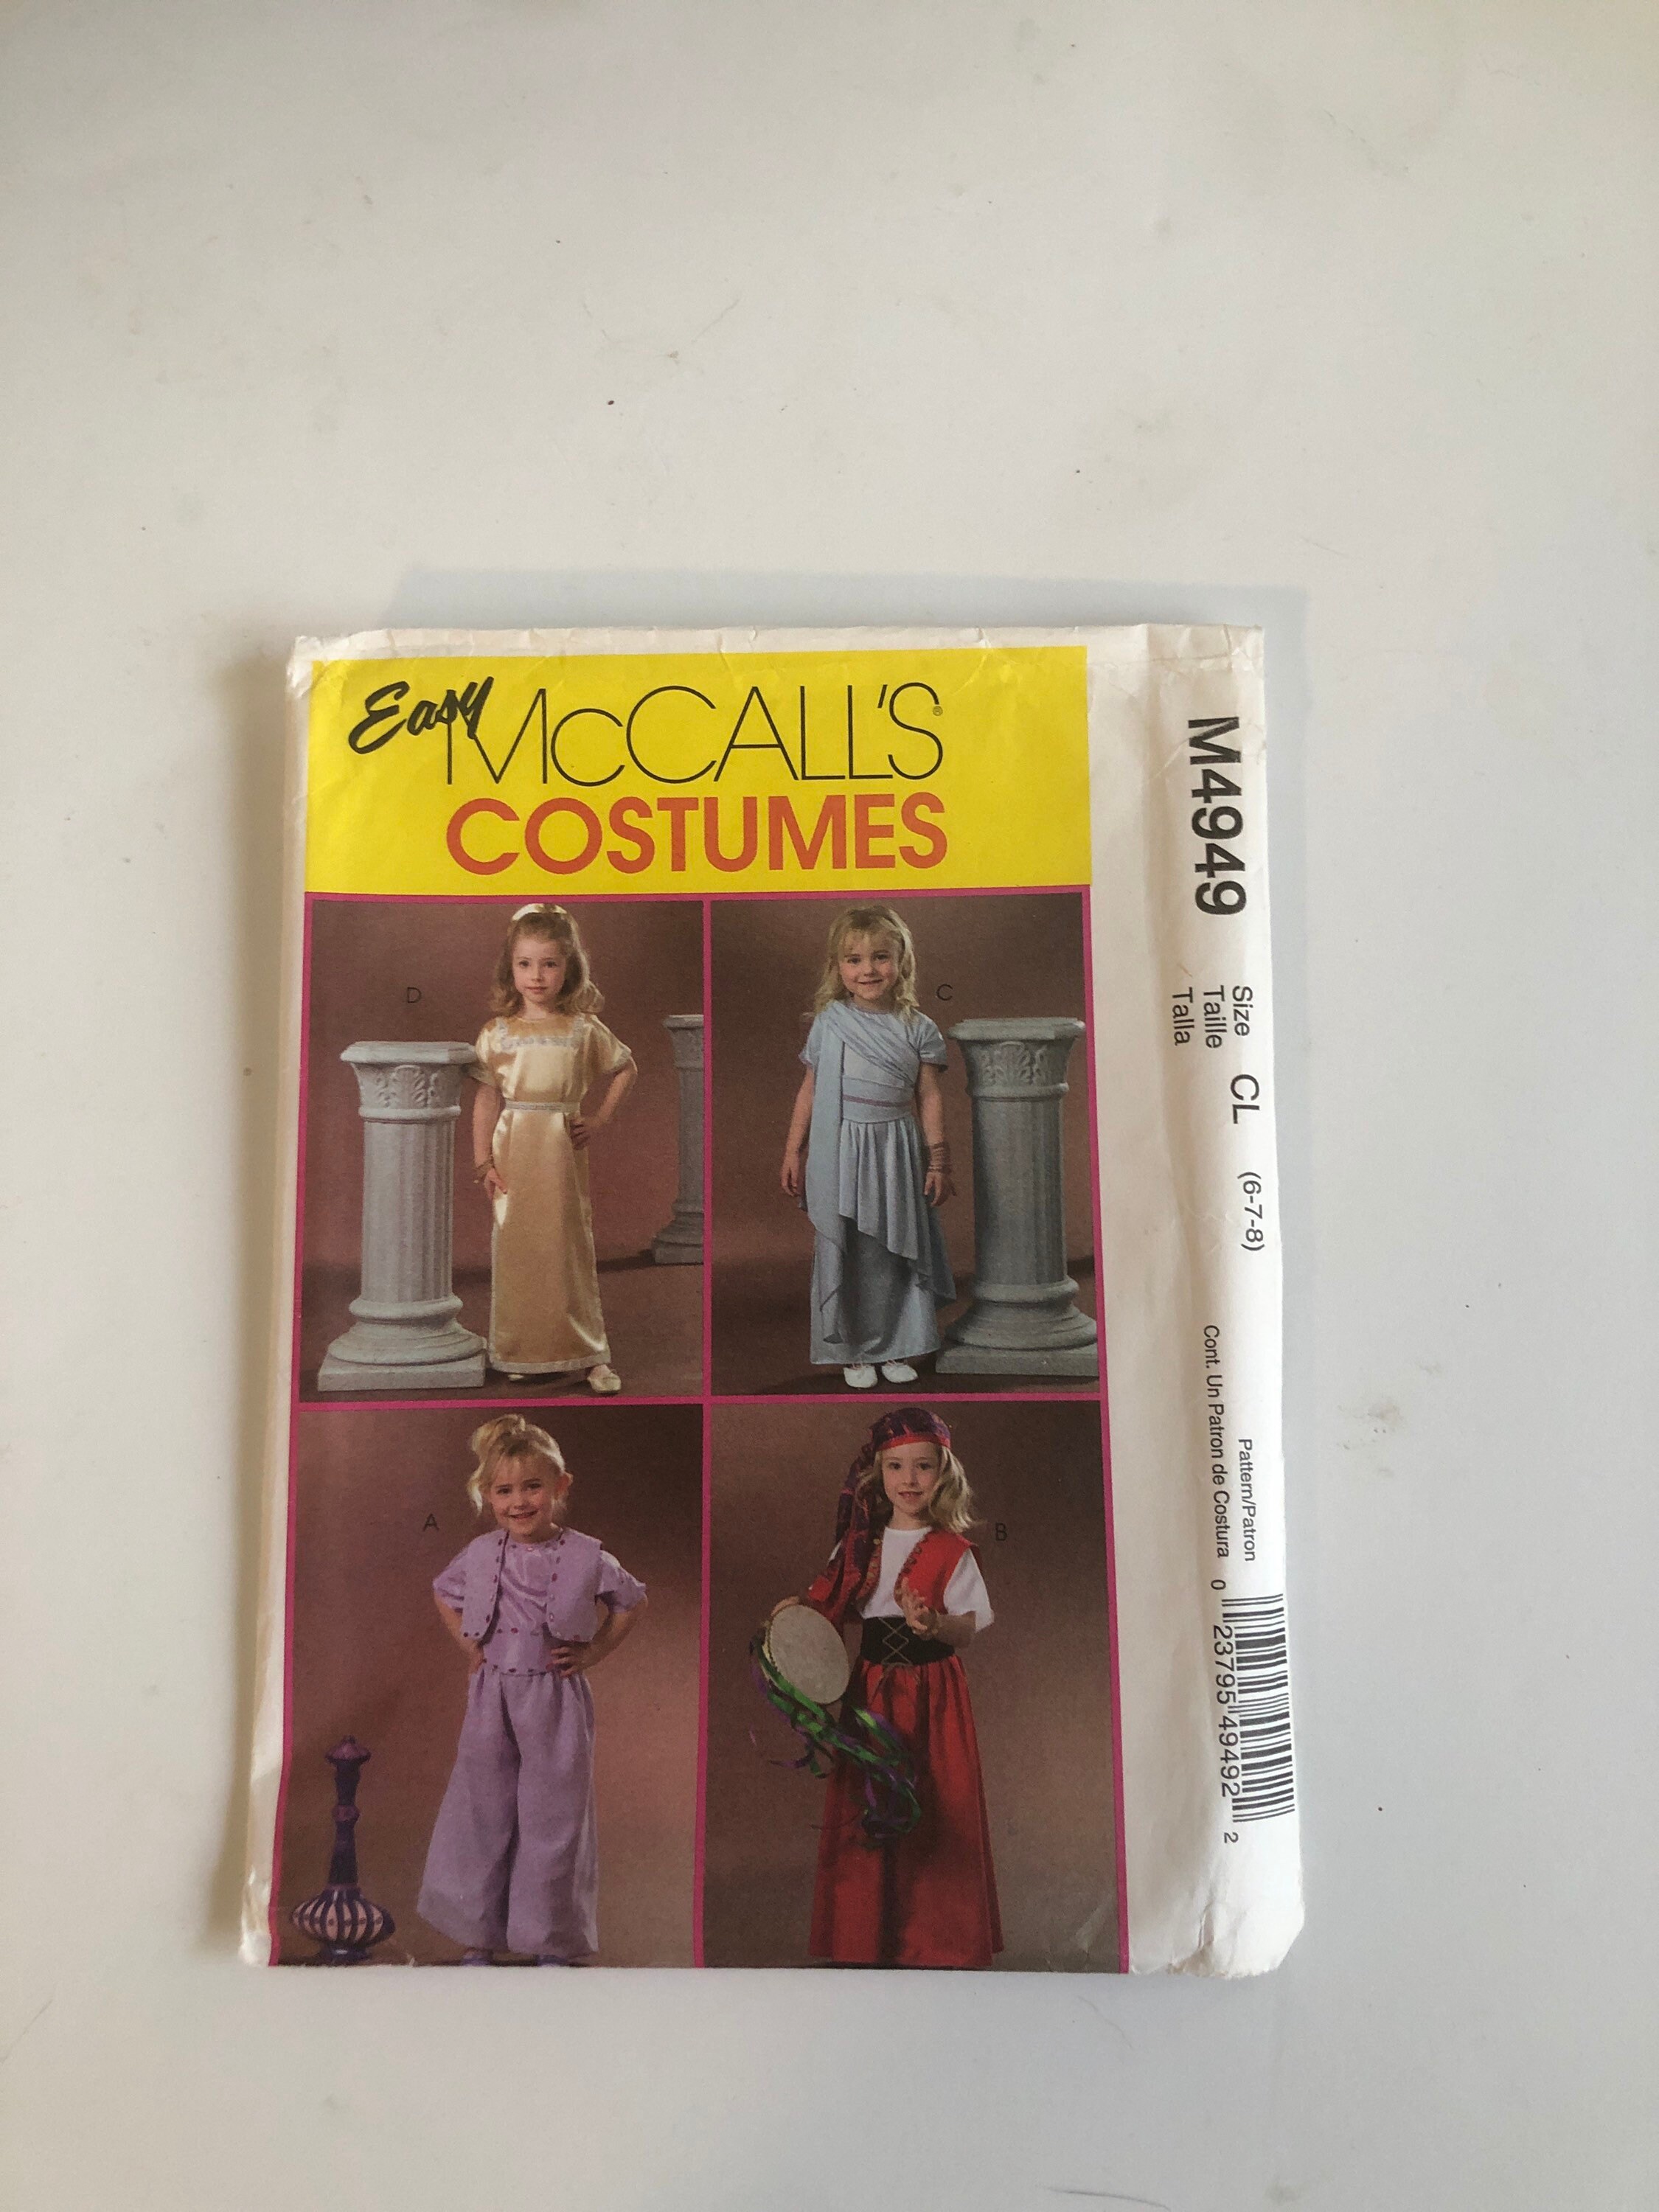 Easy McCALL'S®
COSTUMES
D
C
A
B
M4949
Size
Taille
Talla
CL
(6-7-8)
Pattern/Patron
Cont. Un Patron de Costura
0 23795 49492 2